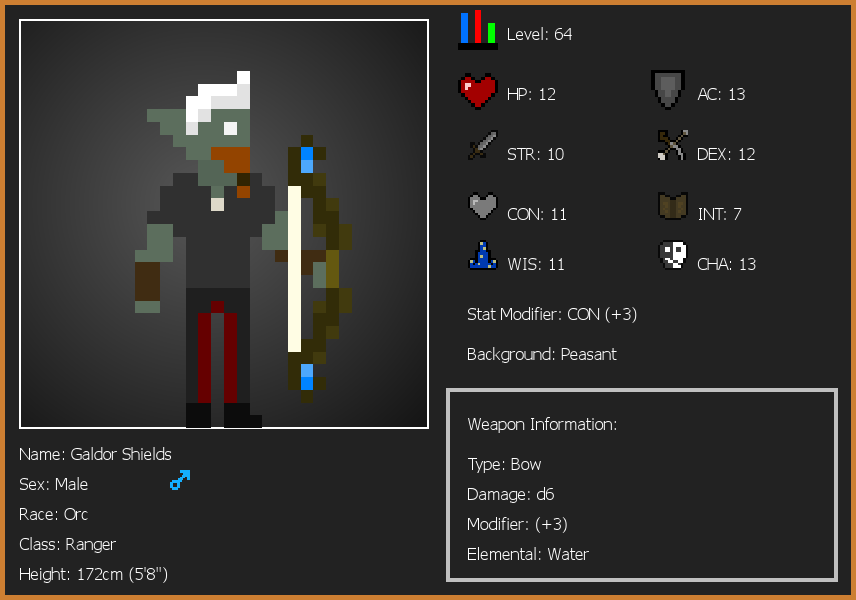 Level: 64
HP: 12
AC: 13
STR: 10
DEX: 12
CON: 11
INT: 7
WIS: 11
CHA: 13
Stat Modifier: CON (+3)
Background: Peasant
Weapon Information:
Type: Bow
Damage: d6
Modifier: (+3)
Elemental: Water
Name: Galdor Shields
Sex: Male
Race: Orc
Class: Ranger
Height: 172cm (5'8")